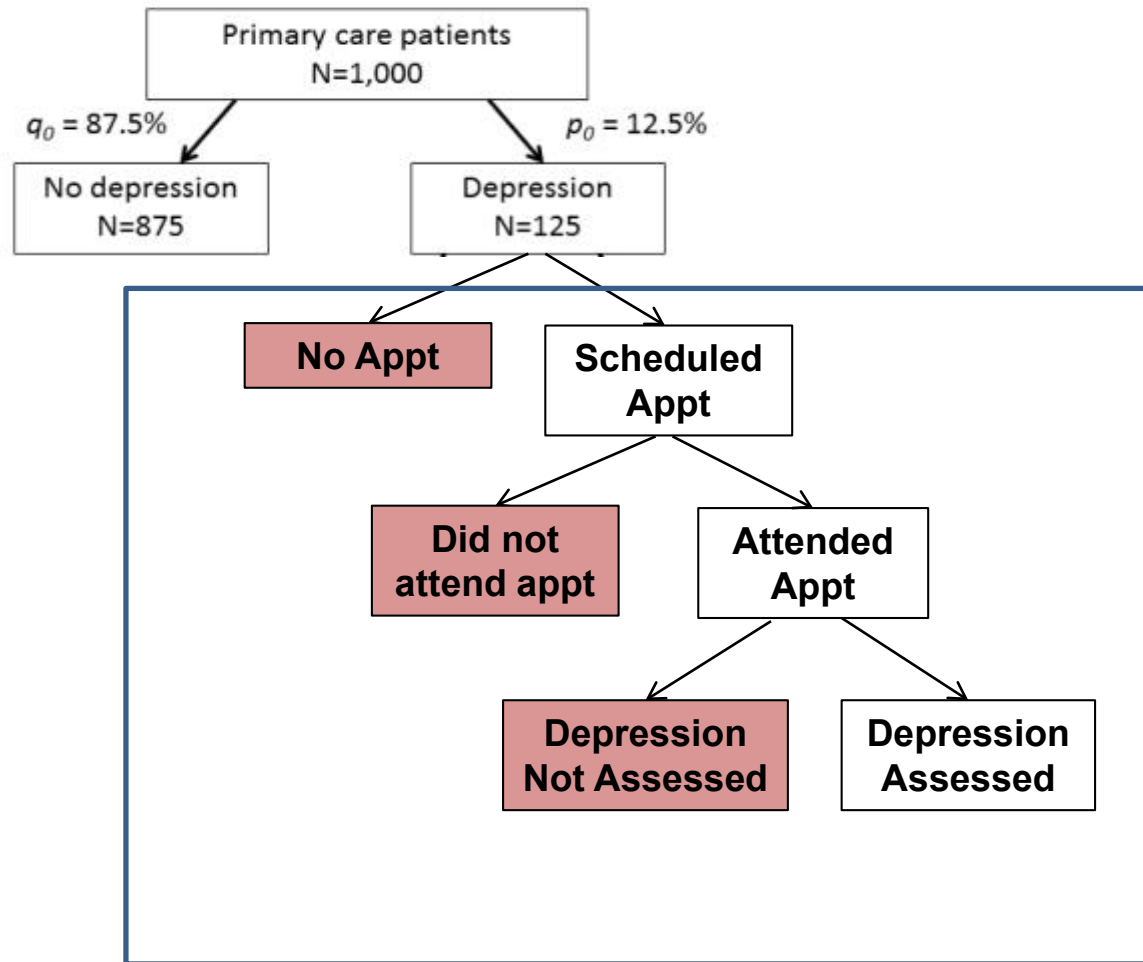 Primary care patients
N=1,000
q₀ = 87.5%
p₀ = 12.5%
No depression
N=875
Depression
N=125
No Appt
Scheduled
Appt
Did not
attend appt
Attended
Appt
Depression
Not Assessed
Depression
Assessed